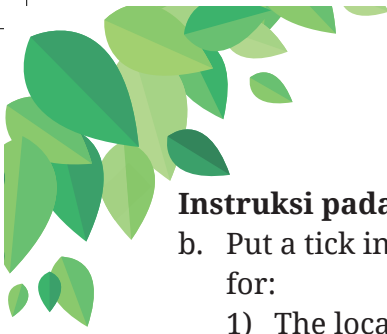 Instruksi pada
b. Put a tick in
for:
1) The loca